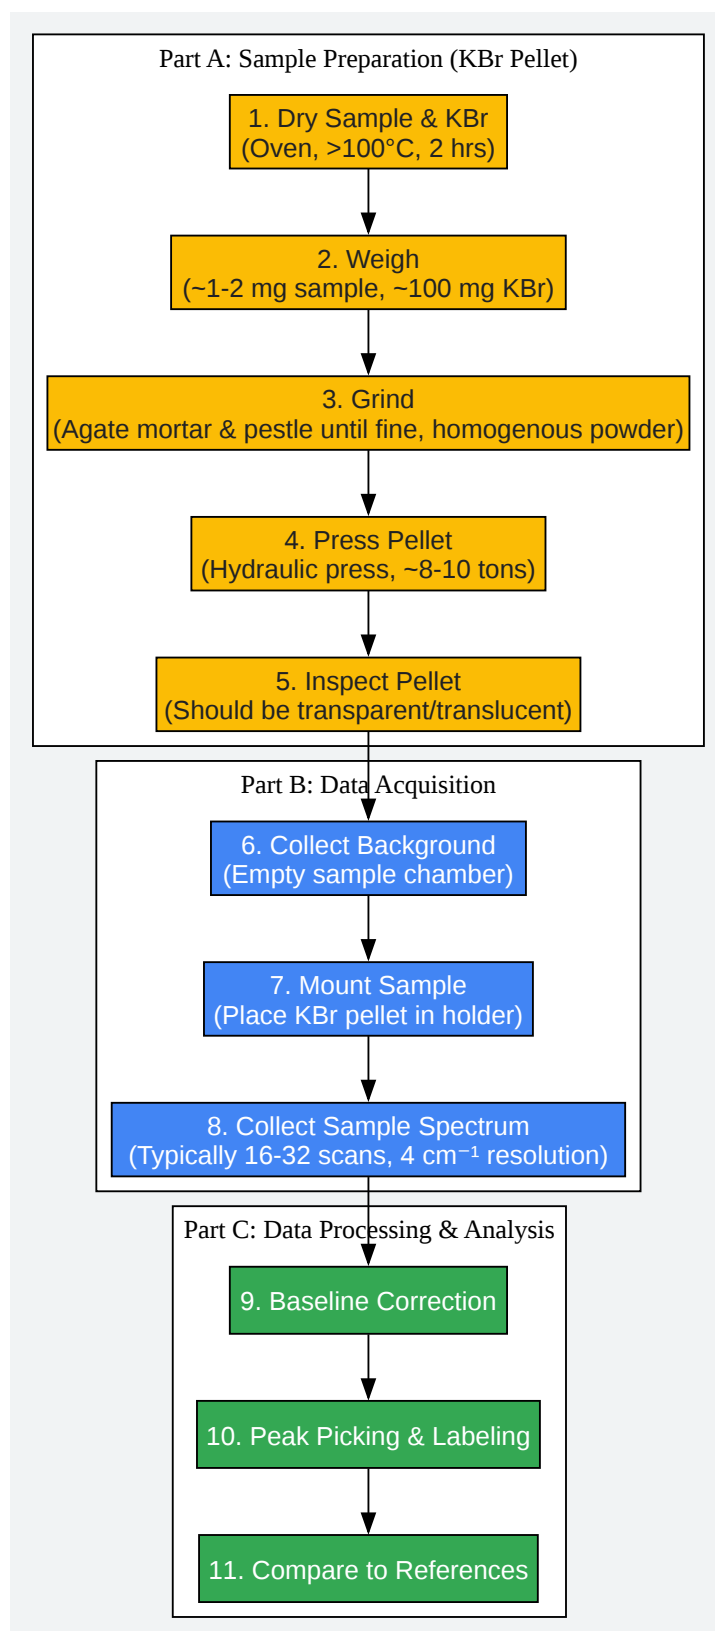 Part A: Sample Preparation (KBr Pellet)
1. Dry Sample & KBr
(Oven, >100°C, 2 hrs)
2. Weigh
(~1-2 mg sample, ~100 mg KBr)
3. Grind
(Agate mortar & pestle until fine, homogenous powder)
4. Press Pellet
(Hydraulic press, ~8-10 tons)
5. Inspect Pellet
(Should be transparent/translucent)
Part B: Data Acquisition
6. Collect Background
(Empty sample chamber)
7. Mount Sample
(Place KBr pellet in holder)
8. Collect Sample Spectrum
(Typically 16-32 scans, 4 cm⁻¹ resolution)
Part C: Data Processing & Analysis
9. Baseline Correction
10. Peak Picking & Labeling
11. Compare to References